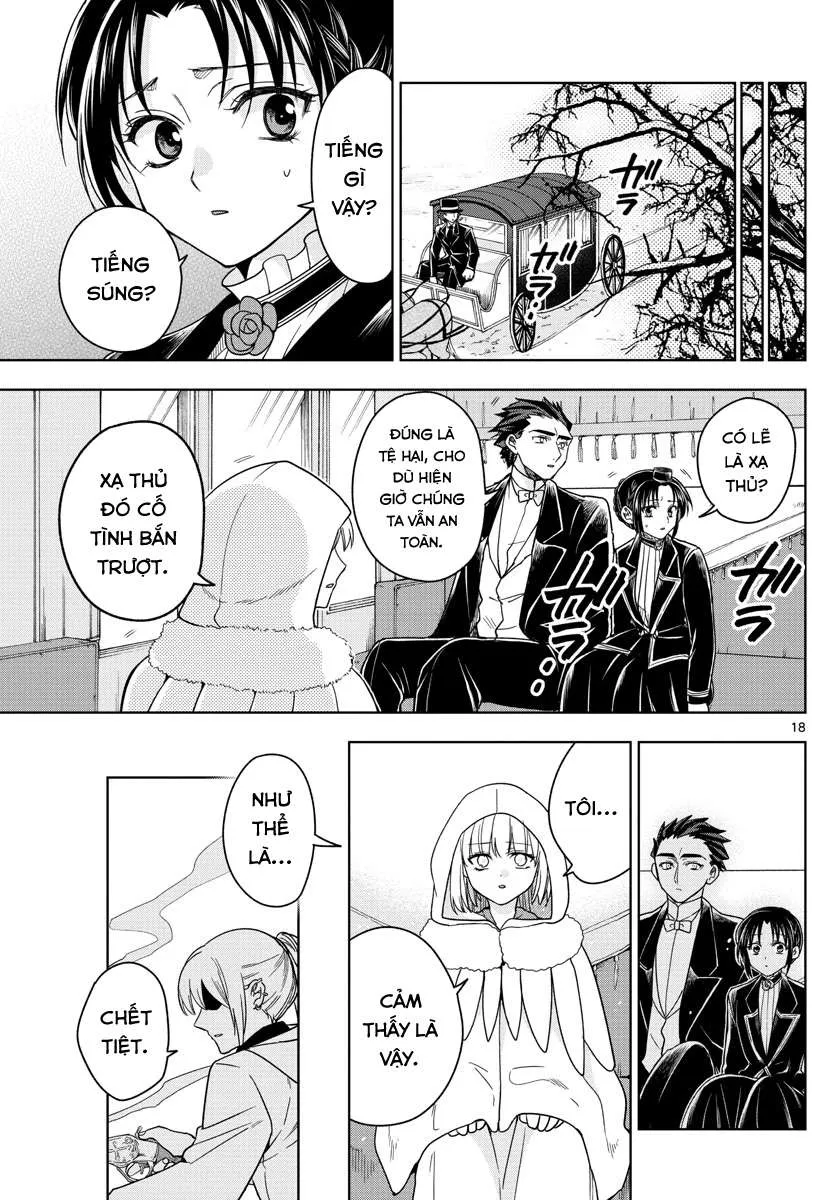 ガラ
ガラ…
TIẾNG
GÌ
VẬY?
TIẾNG
SÚNG?
CÓ LẼ
LÀ XẠ
THỦ?
ĐÚNG LÀ
TỆ HẠI, CHO
DÙ HIỆN
GIỜ CHÚNG
TA VẪN AN
TOÀN.
ガラ
ガラ…
XẠ THỦ
ĐÓ CỐ
TÌNH BẮN
TRƯỢT.
18
TÔI...
CẢM
THẤY LÀ
VẬY.
NHƯ
THỂ
LÀ...
CHẾT
TIỆT.